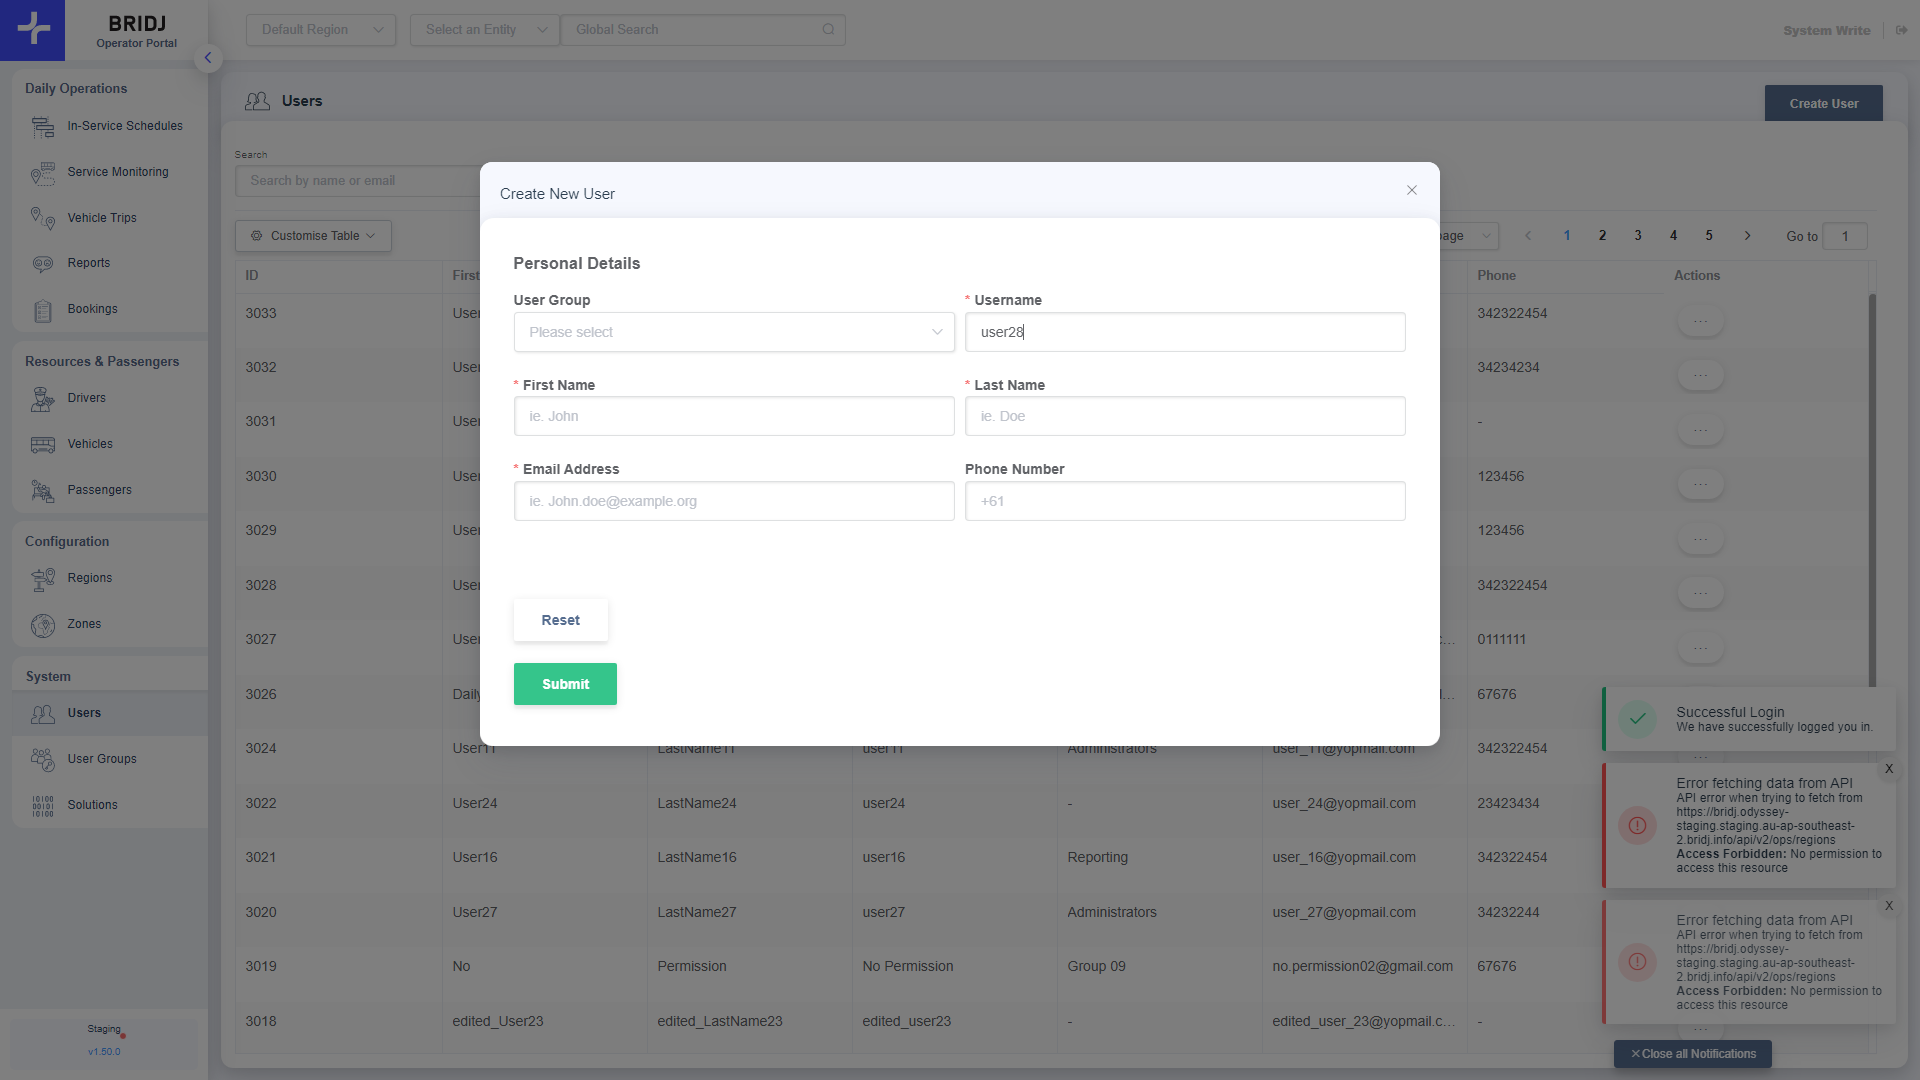 BRIDJ
Operator Portal
Default Region
Select an Entity
Global Search
System Write
Daily Operations
In-Service Schedules
Service Monitoring
Vehicle Trips
Reports
Bookings
Resources & Passengers
Drivers
Vehicles
Passengers
Configuration
Regions
Zones
System
Users
User Groups
Solutions
Staging
v1.50.0
Users
Create User
Search
Search by name or email
Customise Table
1 2 3 4 5
Go to 1
ID First Phone Actions
3033 User 342322454 ...
3032 User 34234234 ...
3031 User - ...
3030 User 123456 ...
3029 User 123456 ...
3028 User 342322454 ...
3027 User 0111111 ...
3026 Daily 67676
3024 User11 LastName11 user11 Administrators user_11@yopmail.com 342322454 ...
3022 User24 LastName24 user24 - user_24@yopmail.com 23423434
3021 User16 LastName16 user16 Reporting user_16@yopmail.com 342322454
3020 User27 LastName27 user27 Administrators user_27@yopmail.com 34232244
3019 No Permission No Permission Group 09 no.permission02@gmail.com 67676
3018 edited_User23 edited_LastName23 edited_user23 - edited_user_23@yopmail.c... - ...
Create New User
Personal Details
User Group
Please select
* Username
user28
* First Name
ie. John
* Last Name
ie. Doe
* Email Address
ie. John.doe@example.org
Phone Number
+61
Reset
Submit
Successful Login
We have successfully logged you in.
X
Error fetching data from API
API error when trying to fetch from
https://bridj.odyssey-
staging.staging.au-ap-southeast-
2.bridj.info/api/v2/ops/regions
Access Forbidden: No permission to
access this resource
X
Error fetching data from API
API error when trying to fetch from
https://bridj.odyssey-
staging.staging.au-ap-southeast-
2.bridj.info/api/v2/ops/regions
Access Forbidden: No permission to
access this resource
Close all Notifications